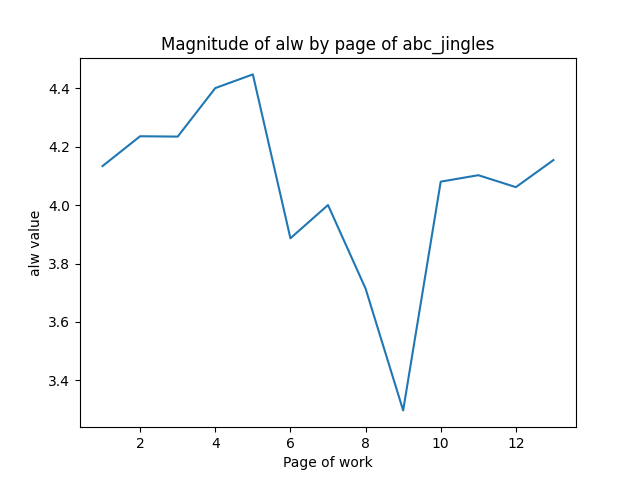 Magnitude of alw by page of abc_jingles
alw value
4.4
4.2
4.0
3.8
3.6
3.4
2 4 6 8 10 12
Page of work